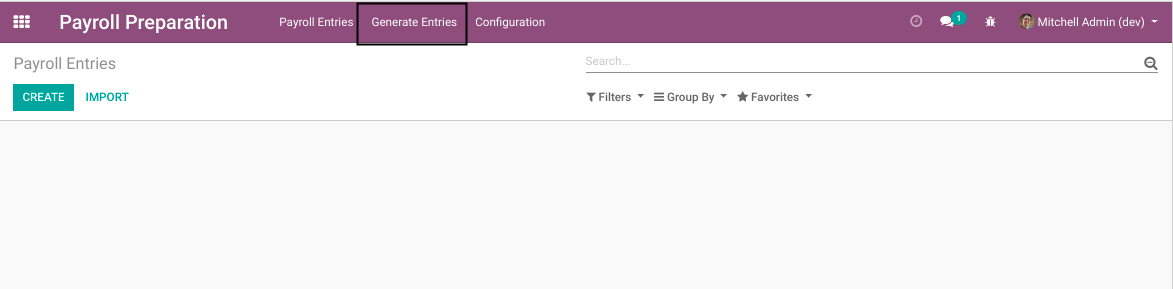 Payroll Preparation Payroll Entries Generate Entries Configuration 1 Mitchell Admin (dev)
Payroll Entries Search...
CREATE IMPORT Filters Group By Favorites